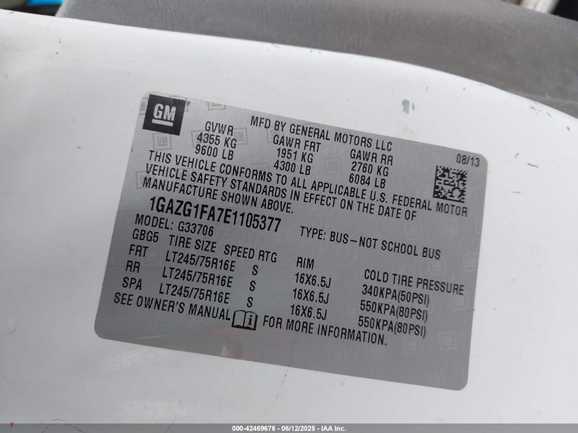 GM
MFD BY GENERAL MOTORS LLC
08/13
GVWR GAWR FRT GAWR RR
4355 KG 1951 KG 2760 KG
9600 LB 4300 LB 6084 LB
THIS VEHICLE CONFORMS TO ALL APPLICABLE U.S. FEDERAL MOTOR
VEHICLE SAFETY STANDARDS IN EFFECT ON THE DATE OF
MANUFACTURE SHOWN ABOVE.
1GAZG1FA7E1105377 TYPE: BUS-NOT SCHOOL BUS
MODEL: G33706
GBG5 TIRE SIZE SPEED RTG RIM COLD TIRE PRESSURE
FRT LT245/75R16E S 16X6.5J 340KPA(50PSI)
RR LT245/75R16E S 16X6.5J 550KPA(80PSI)
SPA LT245/75R16E S 16X6.5J 550KPA(80PSI)
SEE OWNER'S MANUAL FOR MORE INFORMATION.
000-42469676 - 06/12/2025 - IAA Inc.